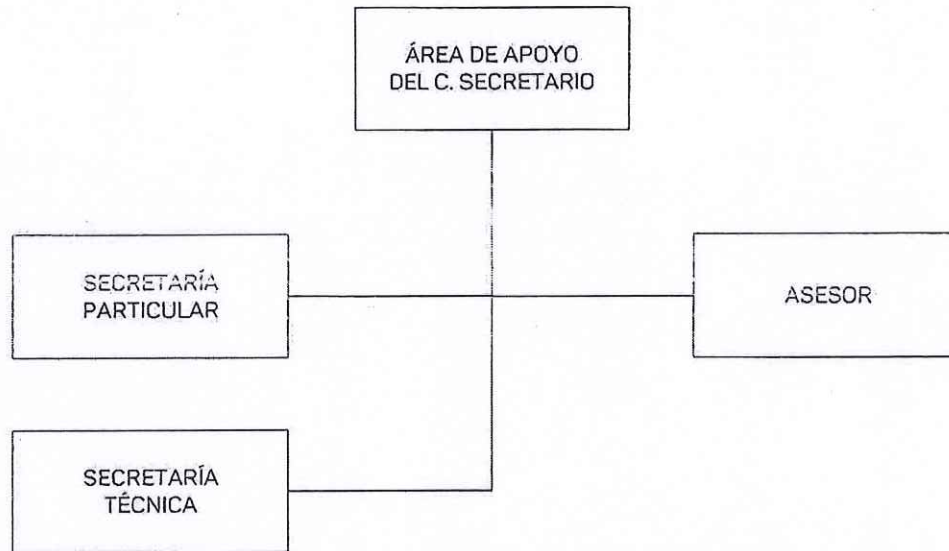 ÁREA DE APOYO
DEL C. SECRETARIO
SECRETARÍA
PARTICULAR
ASESOR
SECRETARÍA
TÉCNICA